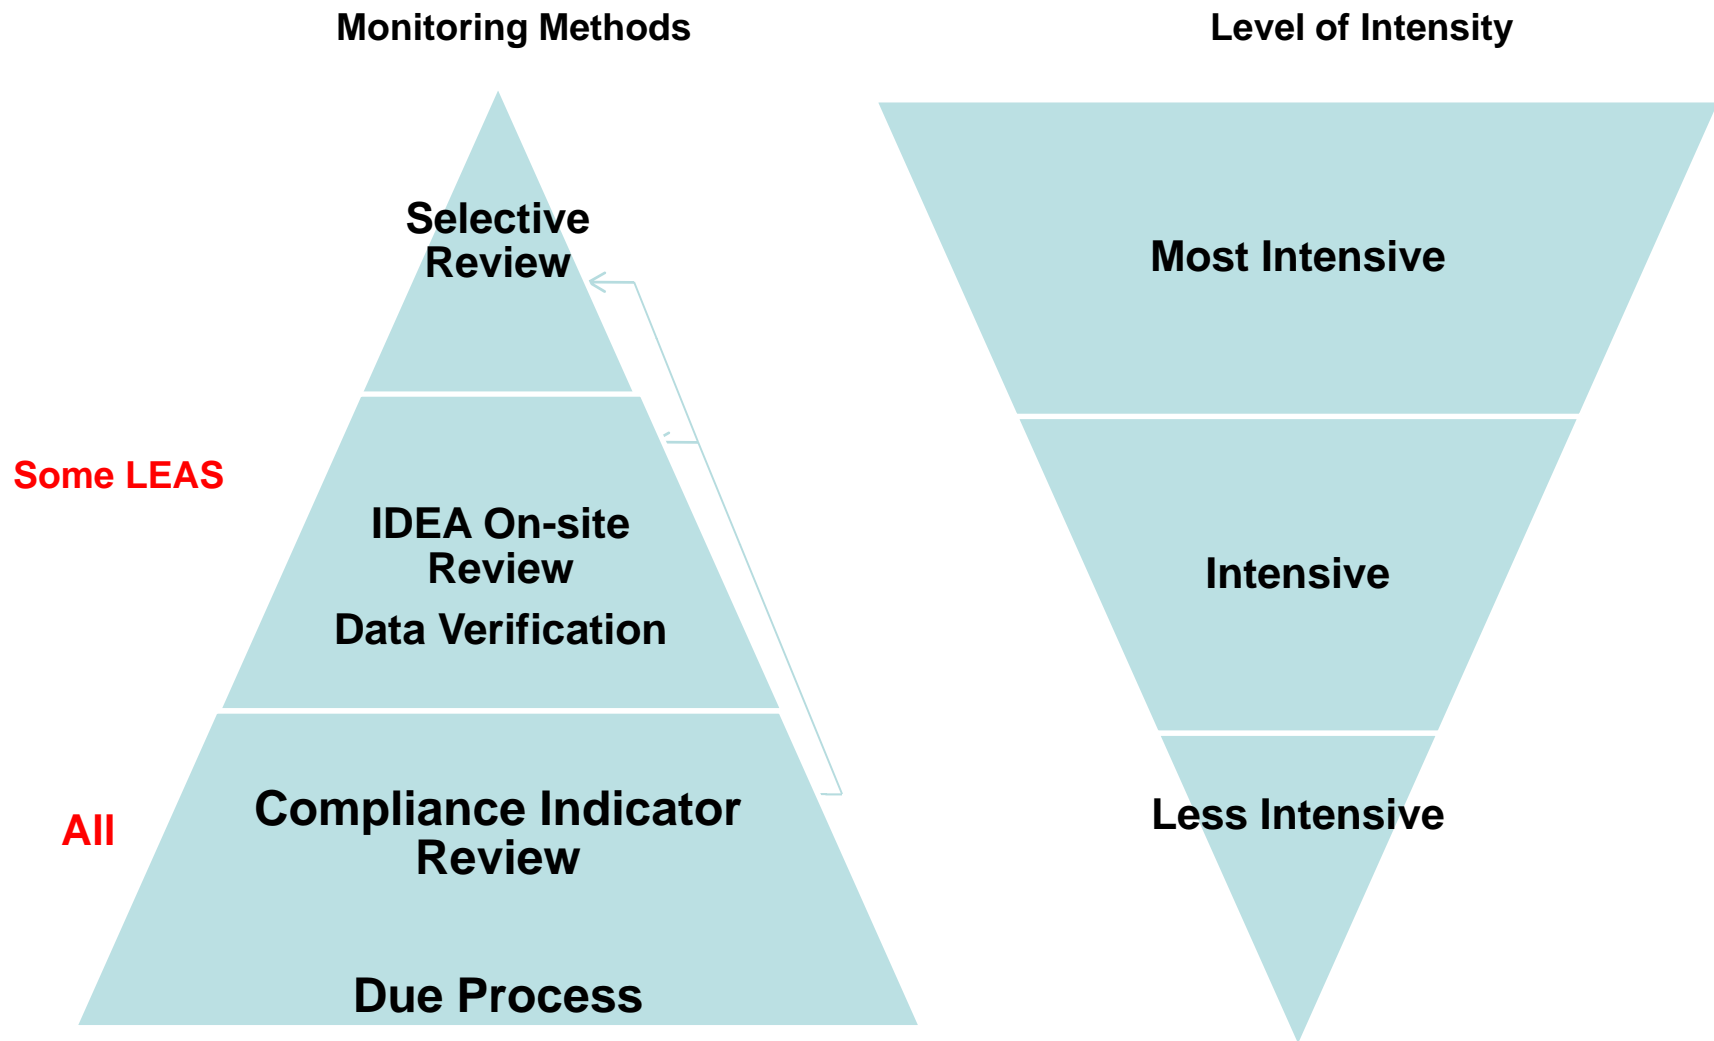 Monitoring Methods
Level of Intensity
Selective
Review
Most Intensive
Some LEAS
IDEA On-site
Review
Data Verification
Intensive
All
Compliance Indicator
Review
Less Intensive
Due Process